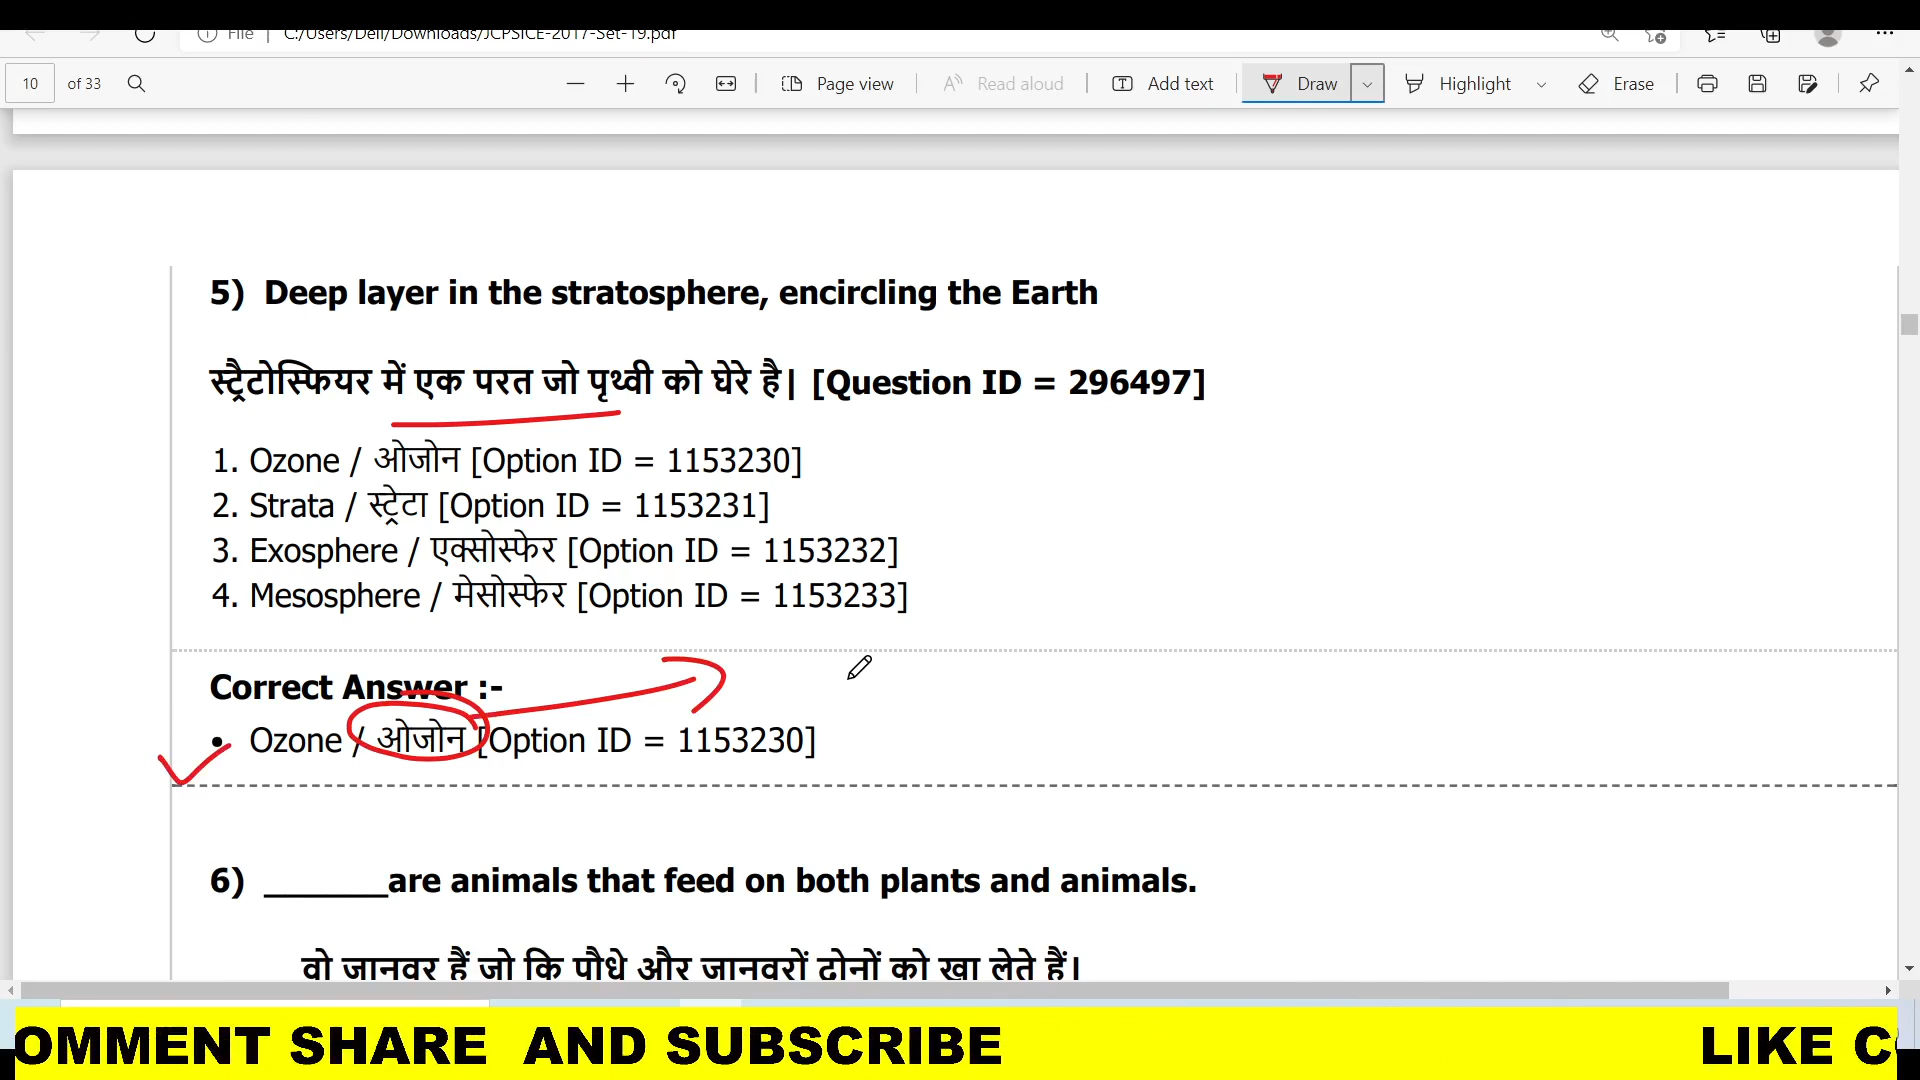 File | C:/Users/Dell/Downloads/JCPSICE-2017-Set-19.pdf
10 of 33 Page view Read aloud Add text Draw Highlight Erase
5) Deep layer in the stratosphere, encircling the Earth
स्ट्रैटोस्फियर में एक परत जो पृथ्वी को घेरे है| [Question ID = 296497]
1. Ozone / ओजोन [Option ID = 1153230]
2. Strata / स्ट्रेटा [Option ID = 1153231]
3. Exosphere / एक्सोस्फेर [Option ID = 1153232]
4. Mesosphere / मेसोस्फेर [Option ID = 1153233]
Correct Answer :-
• Ozone / ओजोन [Option ID = 1153230]
6) _______are animals that feed on both plants and animals.
वो जानवर हैं जो कि पौधे और जानवरों दोनों को खा लेते हैं|
OMMENT SHARE AND SUBSCRIBE LIKE C